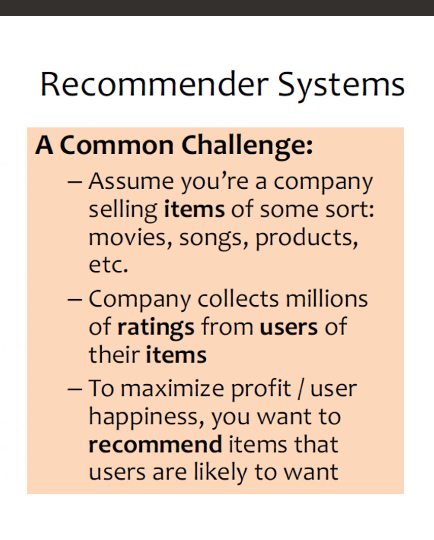 Recommender Systems
A Common Challenge:
– Assume you're a company
selling items of some sort:
movies, songs, products,
etc.
– Company collects millions
of ratings from users of
their items
– To maximize profit / user
happiness, you want to
recommend items that
users are likely to want